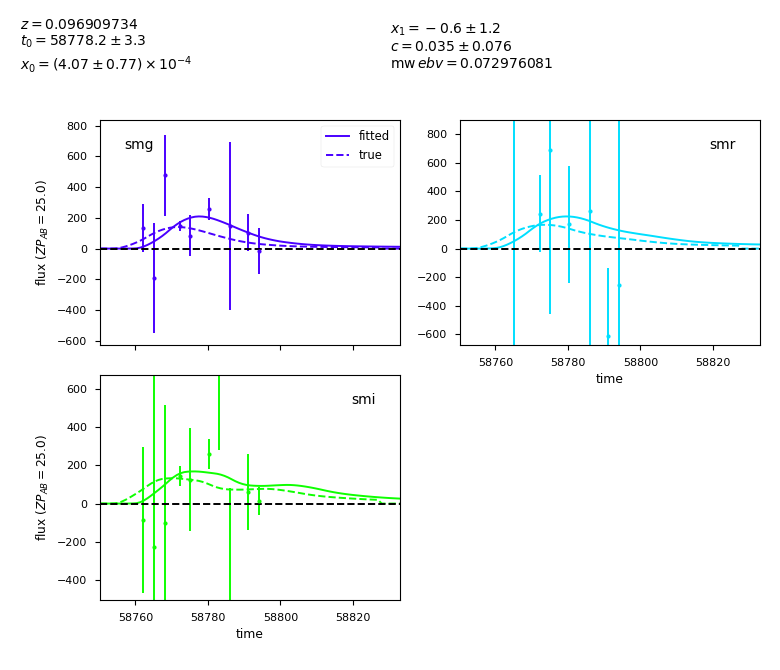 z = 0.096909734
t₀ = 58778.2 ± 3.3
x₀ = (4.07 ± 0.77) × 10⁻⁴
x₁ = −0.6 ± 1.2
c = 0.035 ± 0.076
mw ebv = 0.072976081
smg
fitted
true
800
600
400
200
0
−200
−400
−600
flux (ZP_AB = 25.0)
smr
800
600
400
200
0
−200
−400
−600
58760 58780 58800 58820
time
smi
600
400
200
0
−200
−400
flux (ZP_AB = 25.0)
58760 58780 58800 58820
time